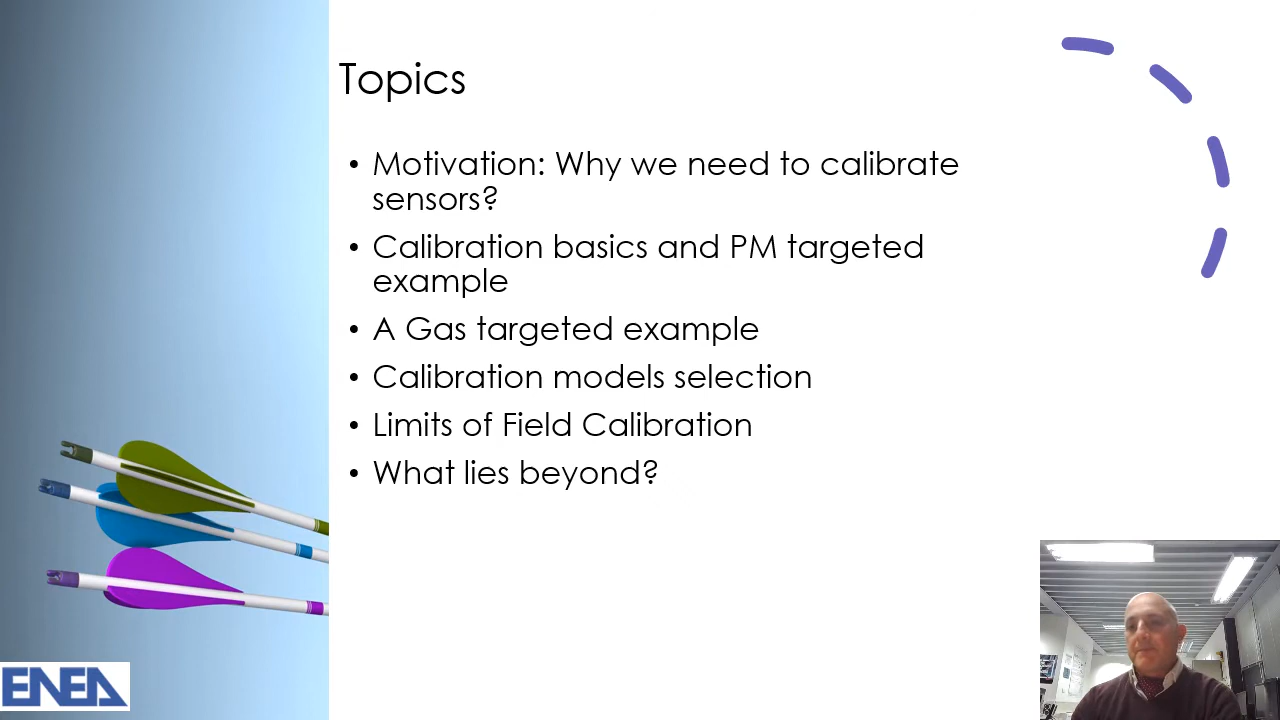 Topics
• Motivation: Why we need to calibrate
sensors?
• Calibration basics and PM targeted
example
• A Gas targeted example
• Calibration models selection
• Limits of Field Calibration
• What lies beyond?
ENEA